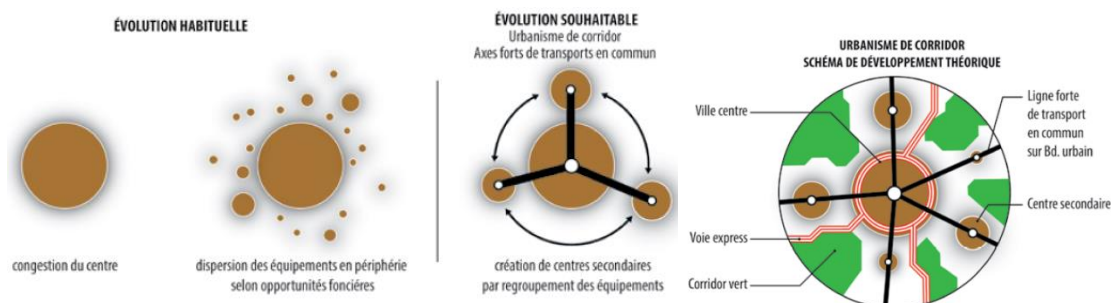 ÉVOLUTION HABITUELLE
congestion du centre
dispersion des équipements en périphérie
selon opportunités fonciéres
ÉVOLUTION SOUHAITABLE
Urbanisme de corridor
Axes forts de transports en commun
création de centres secondaires
par regroupement des équipements
URBANISME DE CORRIDOR
SCHÉMA DE DÉVELOPPEMENT THÉORIQUE
Ville centre
Ligne forte
de transport
en commun
sur Bd. urbain
Centre secondaire
Voie express
Corridor vert